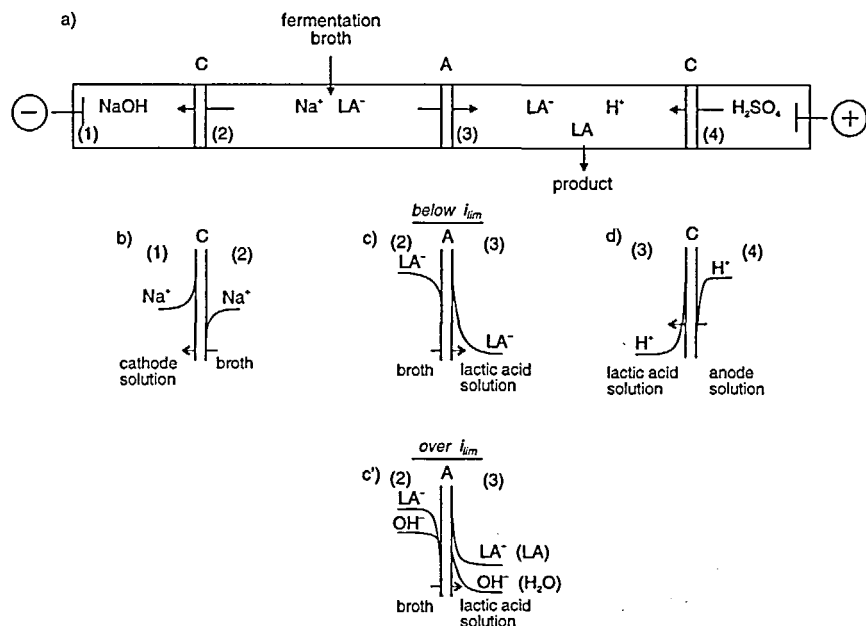 a)
fermentation
broth
C A C
− NaOH Na⁺ LA⁻ LA⁻ H⁺ H₂SO₄ +
(1) (2) (3) LA (4)
product
below i_lim
b) C
(1) (2)
Na⁺ Na⁺
cathode
solution
broth
c) A
(2) (3)
LA⁻
LA⁻
broth
lactic acid
solution
d) C
(3) (4)
H⁺
H⁺
lactic acid
solution
anode
solution
over i_lim
c') A
(2) (3)
LA⁻
OH⁻
LA⁻ (LA)
OH⁻ (H₂O)
broth
lactic acid
solution